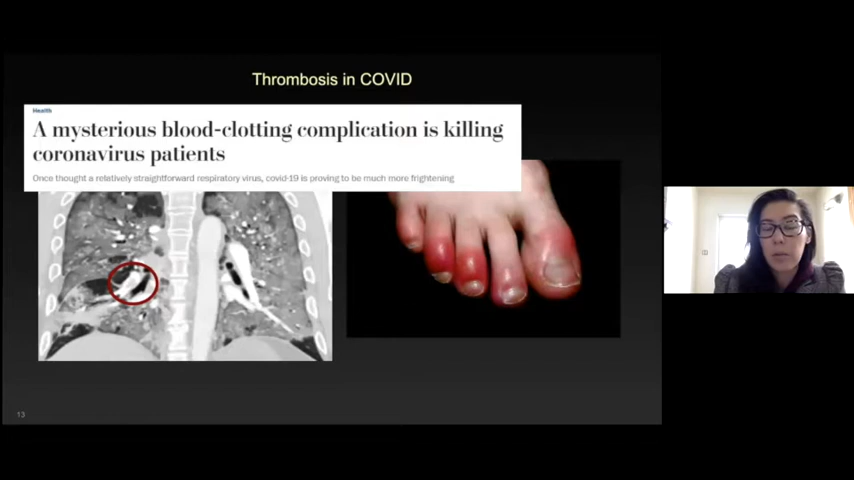 Thrombosis in COVID
Health
A mysterious blood-clotting complication is killing
coronavirus patients
Once thought a relatively straightforward respiratory virus, covid-19 is proving to be much more frightening
13